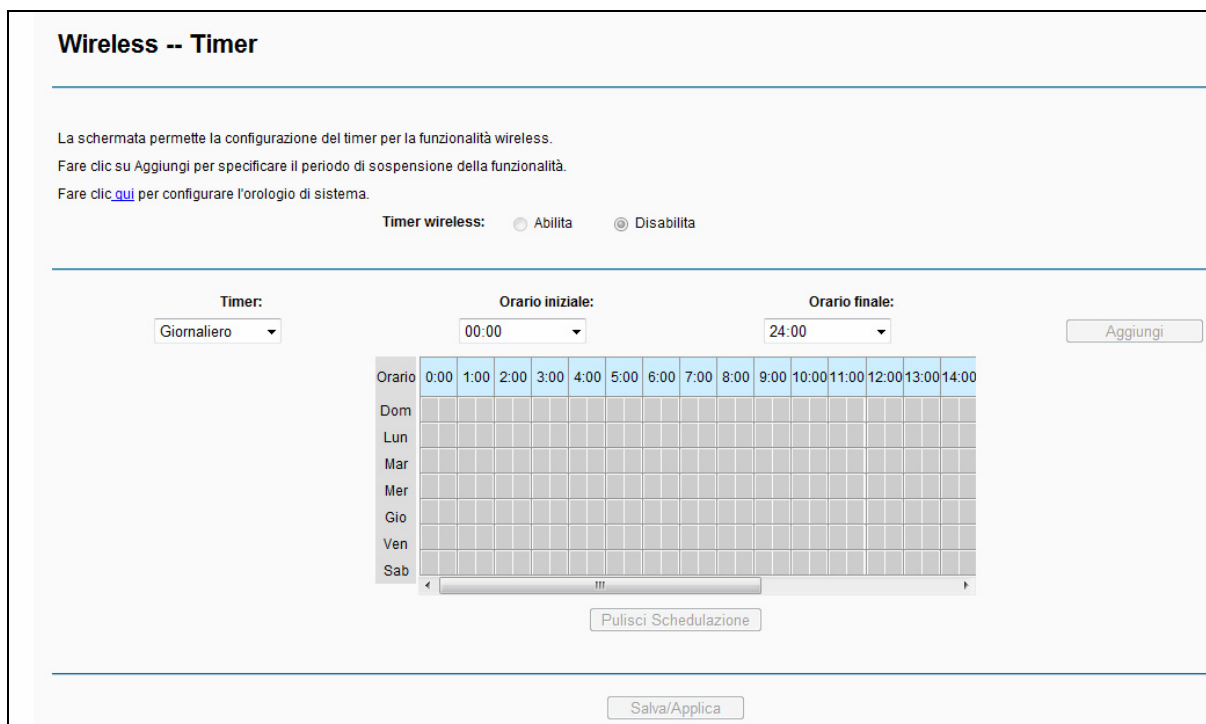 Wireless -- Timer
La schermata permette la configurazione del timer per la funzionalità wireless.
Fare clic su Aggiungi per specificare il periodo di sospensione della funzionalità.
Fare clic qui per configurare l'orologio di sistema.
Timer wireless: Abilita Disabilita
Timer: Orario iniziale: Orario finale:
Giornaliero 00:00 24:00 Aggiungi
Orario 0:00 1:00 2:00 3:00 4:00 5:00 6:00 7:00 8:00 9:00 10:00 11:00 12:00 13:00 14:00
Dom
Lun
Mar
Mer
Gio
Ven
Sab
Pulisci Schedulazione
Salva/Applica